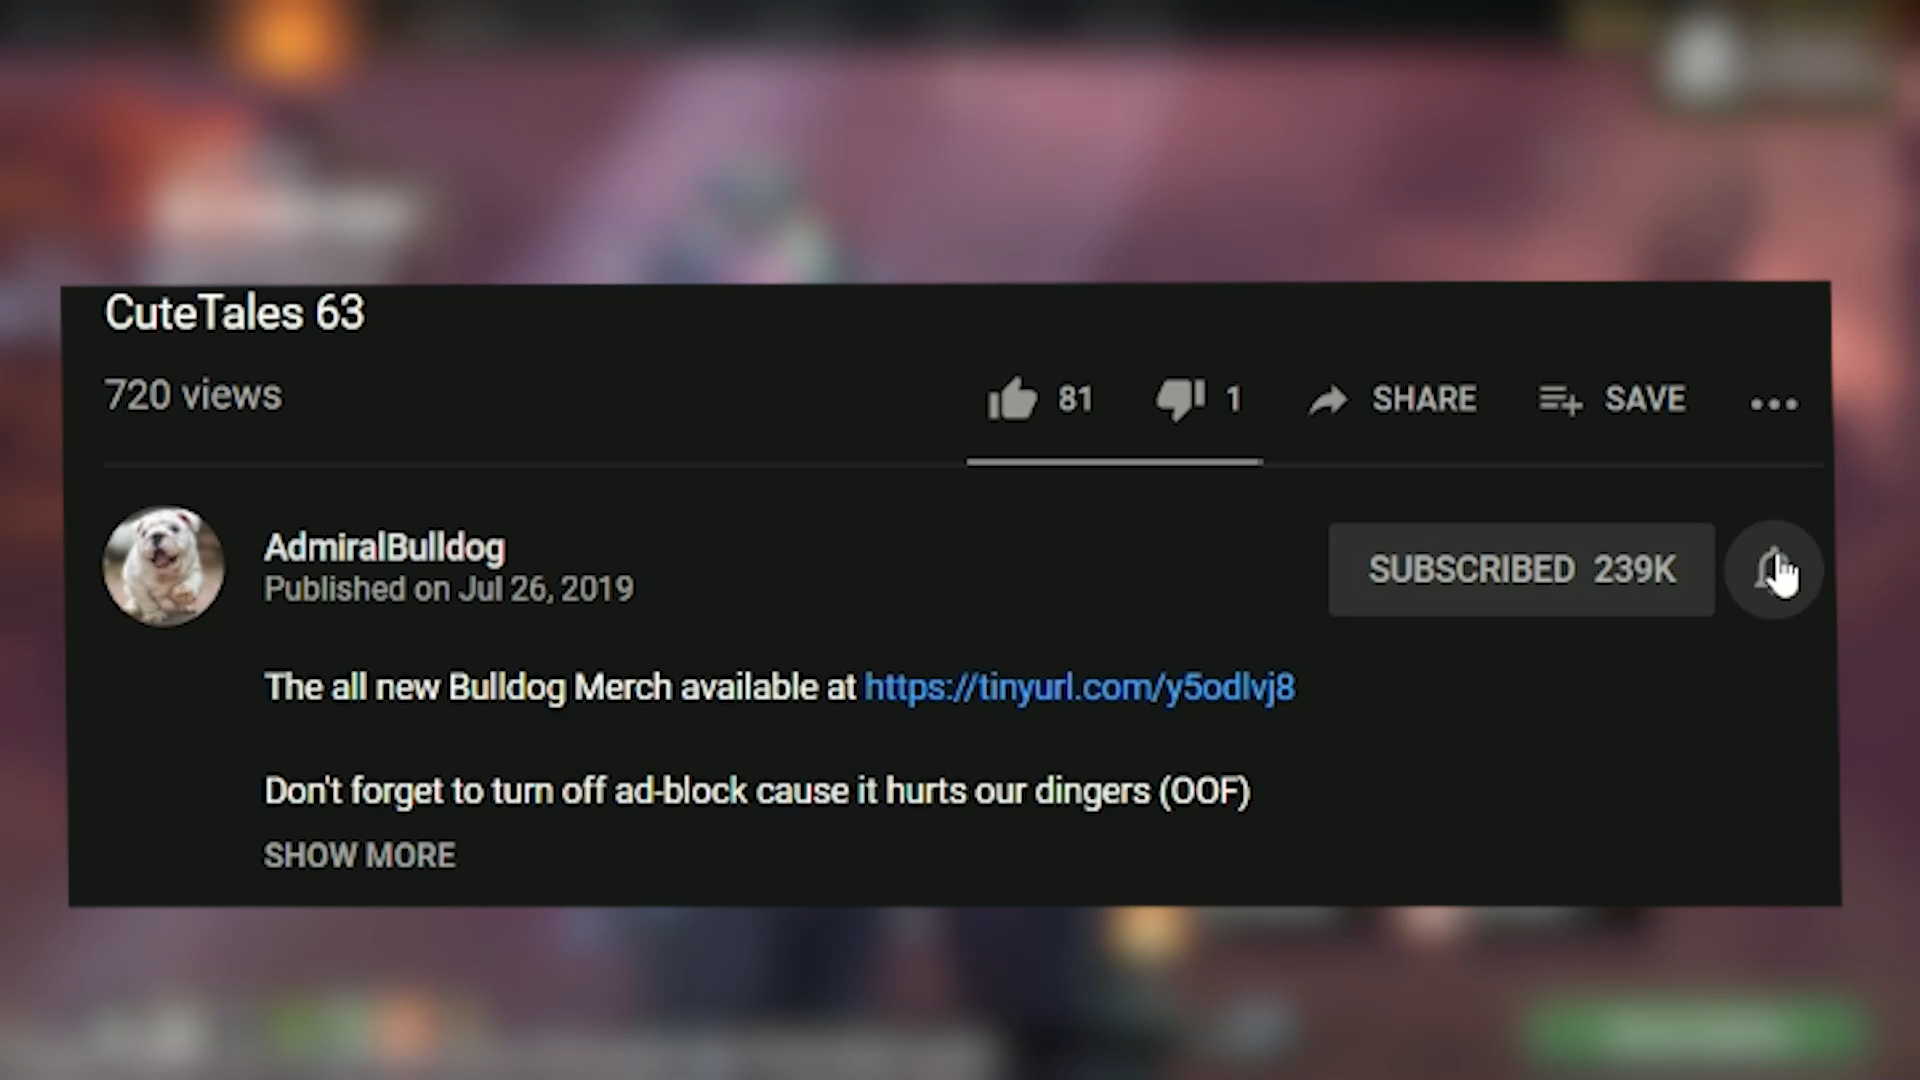 CuteTales 63
720 views
81 1 SHARE SAVE
AdmiralBulldog
Published on Jul 26, 2019
SUBSCRIBED 239K
The all new Bulldog Merch available at https://tinyurl.com/y5odlvj8
Don't forget to turn off ad-block cause it hurts our dingers (OOF)
SHOW MORE